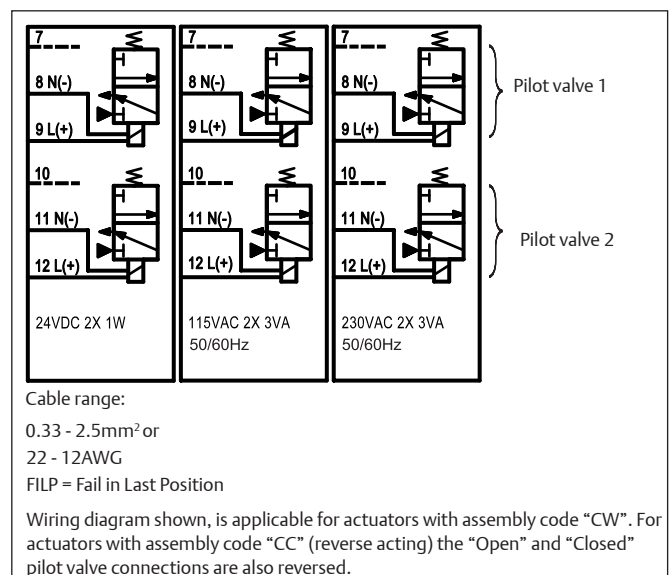 7
8 N(-)
9 L(+)
10
11 N(-)
12 L(+)
24VDC 2X 1W
7
8 N(-)
9 L(+)
10
11 N(-)
12 L(+)
115VAC 2X 3VA
50/60Hz
7
8 N(-)
9 L(+)
10
11 N(-)
12 L(+)
230VAC 2X 3VA
50/60Hz
Pilot valve 1
Pilot valve 2
Cable range:
0.33 - 2.5mm² or
22 - 12AWG
FILP = Fail in Last Position
Wiring diagram shown, is applicable for actuators with assembly code “CW”. For
actuators with assembly code “CC” (reverse acting) the “Open” and “Closed”
pilot valve connections are also reversed.